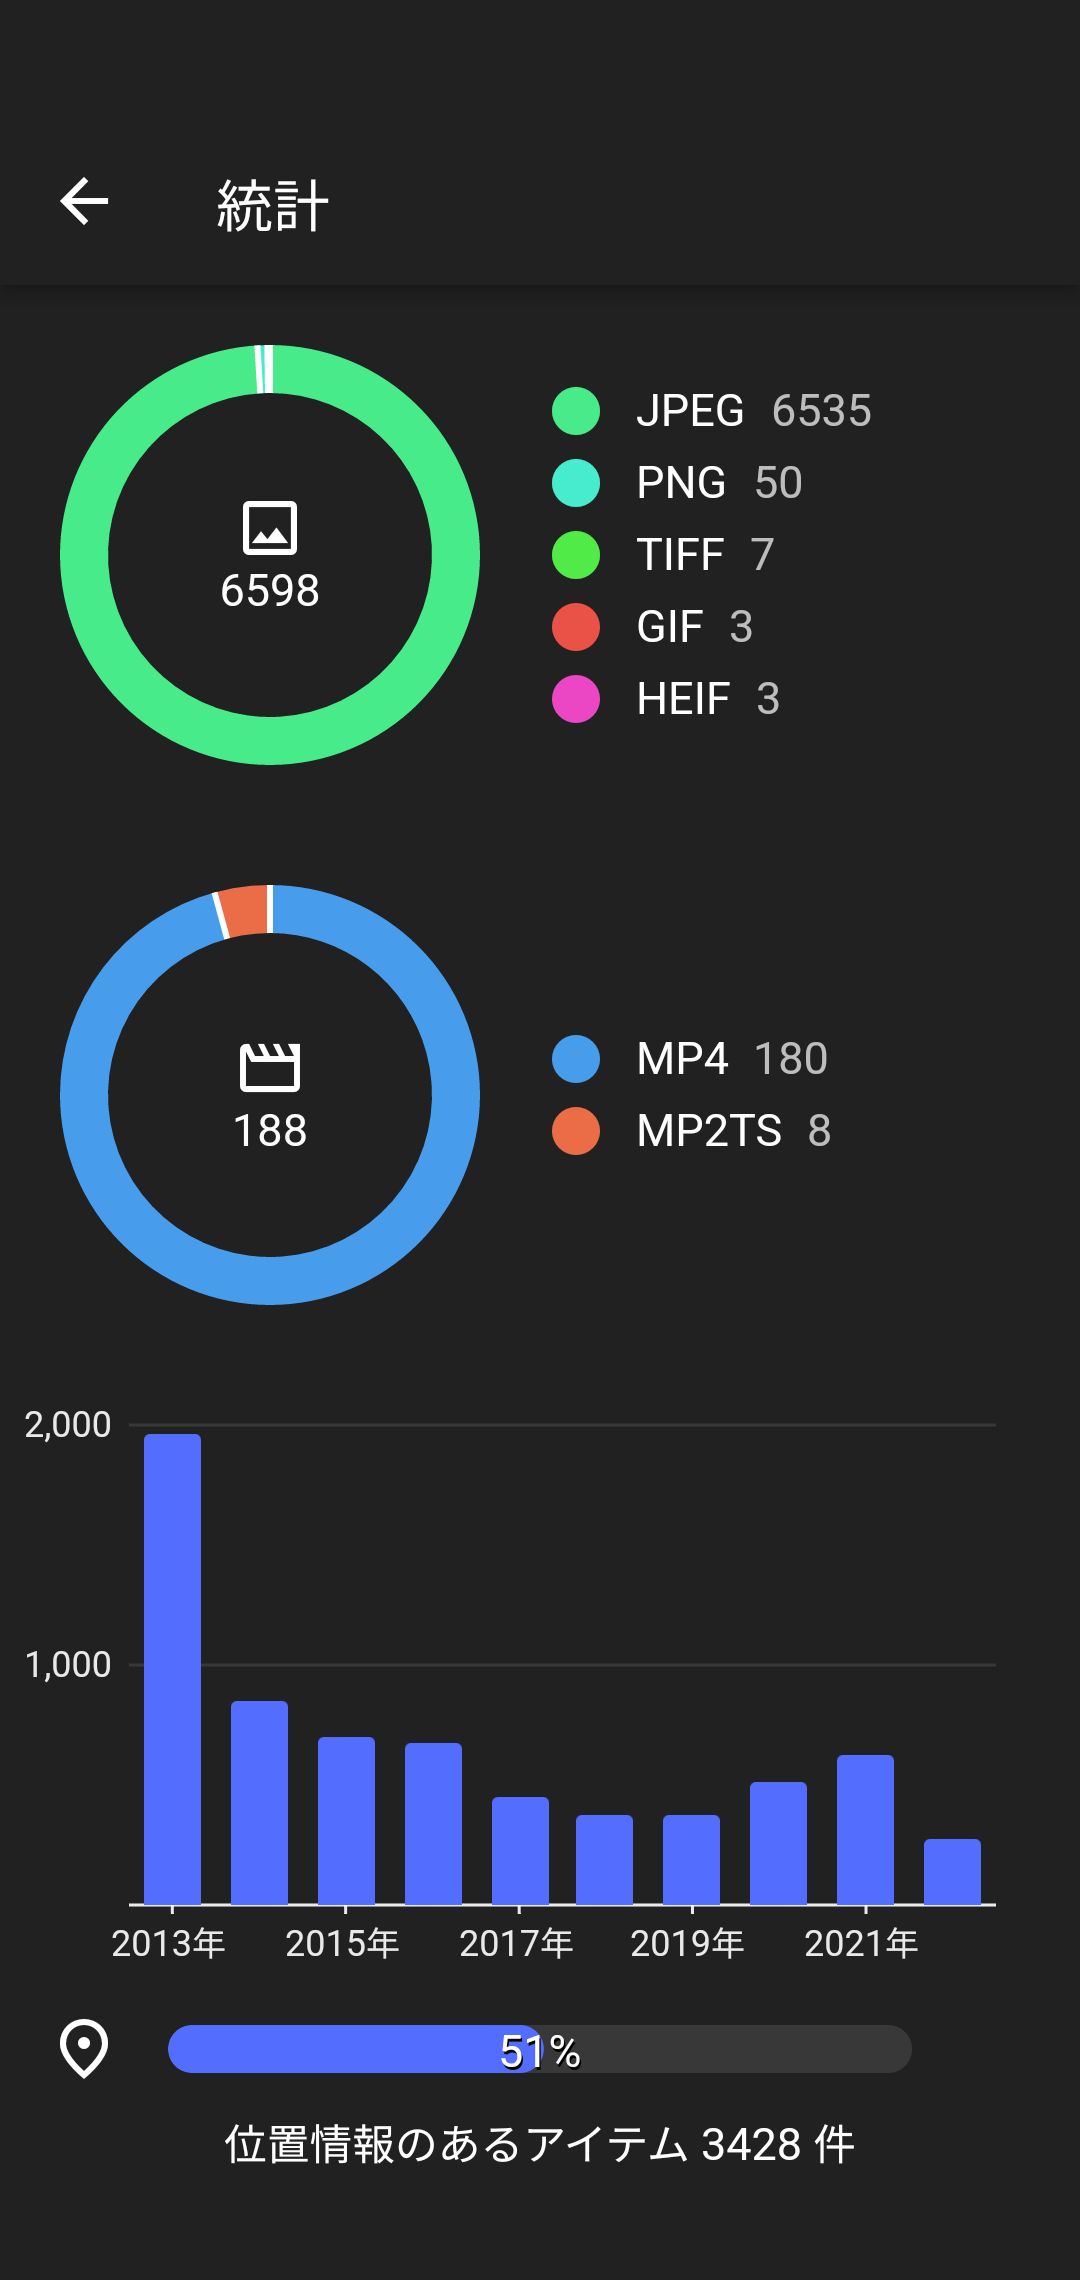 統計
6598
JPEG 6535
PNG 50
TIFF 7
GIF 3
HEIF 3
188
MP4 180
MP2TS 8
2,000
1,000
2013年 2015年 2017年 2019年 2021年
51%
位置情報のあるアイテム 3428 件